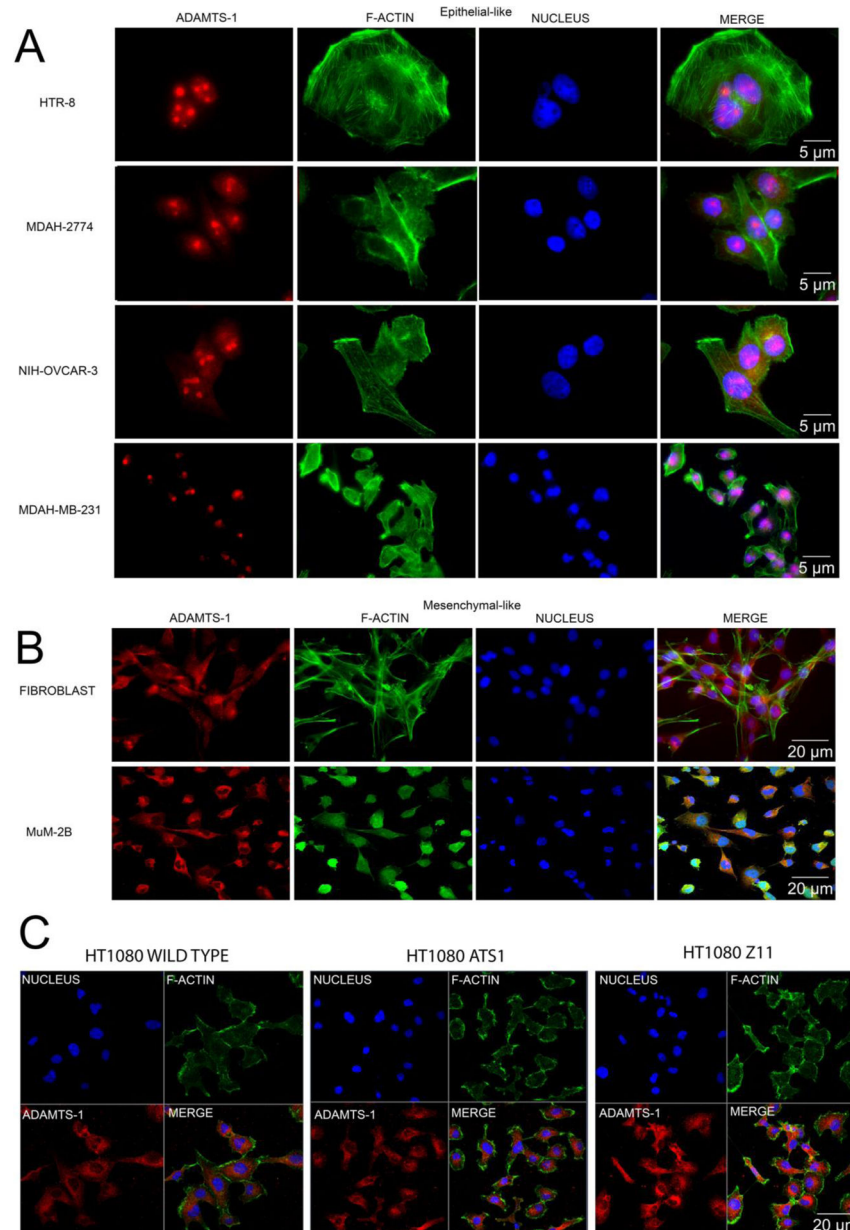 Epithelial-like
ADAMTS-1 F-ACTIN NUCLEUS MERGE
A
HTR-8
5 µm
MDAH-2774
5 µm
NIH-OVCAR-3
5 µm
MDAH-MB-231
5 µm
Mesenchymal-like
ADAMTS-1 F-ACTIN NUCLEUS MERGE
B
FIBROBLAST
20 µm
MuM-2B
20 µm
C
HT1080 WILD TYPE HT1080 ATS1 HT1080 Z11
NUCLEUS F-ACTIN NUCLEUS F-ACTIN NUCLEUS F-ACTIN
ADAMTS-1 MERGE ADAMTS-1 MERGE ADAMTS-1 MERGE
20 µm